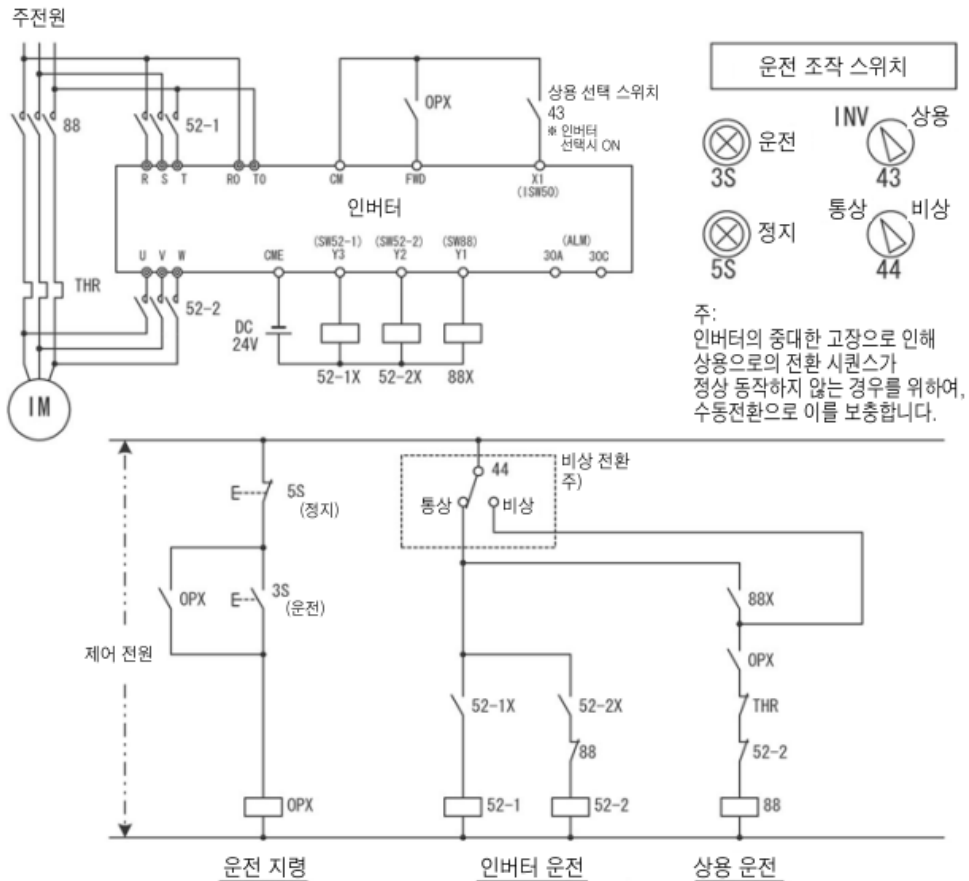 주전원
88
52-1
OPX
상용 선택 스위치
43
※ 인버터
선택시 ON
R S T RO TO CM FWD X1
(ISW50)
인버터
(SW52-1) (SW52-2) (SW88) (ALM)
U V W CME Y3 Y2 Y1 30A 30C
THR
52-2
DC
24V
52-1X 52-2X 88X
IM
운전 조작 스위치
운전
3S
INV 상용
43
정지
5S
통상 비상
44
주:
인버터의 중대한 고장으로 인해
상용으로의 전환 시퀀스가
정상 동작하지 않는 경우를 위하여,
수동전환으로 이를 보충합니다.
제어 전원
5S
(정지)
OPX
3S
(운전)
OPX
44
통상 비상
비상 전환
주)
52-1X
52-2X
88
52-1
52-2
88X
OPX
THR
52-2
88
운전 지령
인버터 운전
상용 운전